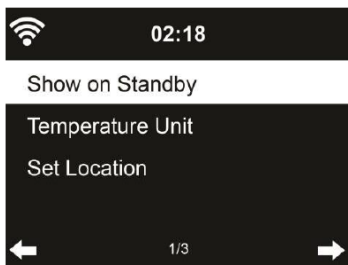 02:18
Show on Standby
Temperature Unit
Set Location
1/3